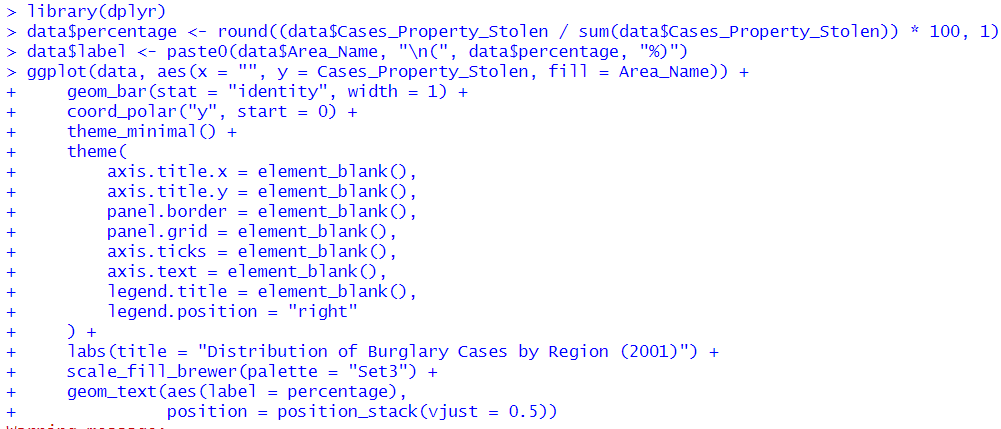 > library(dplyr)
> data$percentage <- round((data$Cases_Property_Stolen / sum(data$Cases_Property_Stolen)) * 100, 1)
> data$label <- paste0(data$Area_Name, "\n(", data$percentage, "%)")
> ggplot(data, aes(x = "", y = Cases_Property_Stolen, fill = Area_Name)) +
+     geom_bar(stat = "identity", width = 1) +
+     coord_polar("y", start = 0) +
+     theme_minimal() +
+     theme(
+         axis.title.x = element_blank(),
+         axis.title.y = element_blank(),
+         panel.border = element_blank(),
+         panel.grid = element_blank(),
+         axis.ticks = element_blank(),
+         axis.text = element_blank(),
+         legend.title = element_blank(),
+         legend.position = "right"
+     ) +
+     labs(title = "Distribution of Burglary Cases by Region (2001)") +
+     scale_fill_brewer(palette = "Set3") +
+     geom_text(aes(label = percentage),
+               position = position_stack(vjust = 0.5))
Warning message: